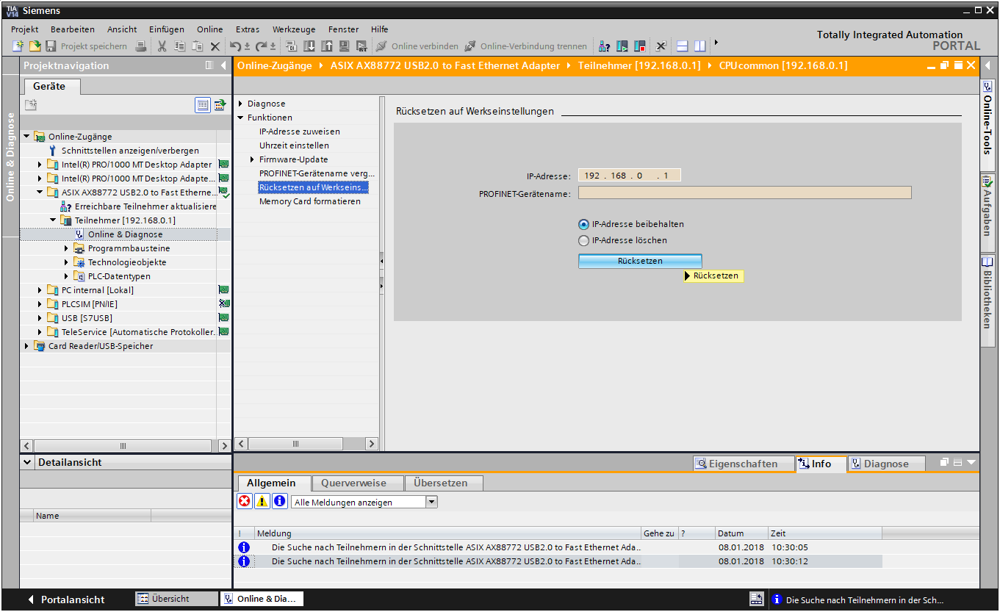 TIA V14 Siemens
Projekt Bearbeiten Ansicht Einfügen Online Extras Werkzeuge Fenster Hilfe
Totally Integrated Automation
PORTAL
Projekt speichern Online verbinden Online-Verbindung trennen
Projektnavigation
Online-Zugänge ASIX AX88772 USB2.0 to Fast Ethernet Adapter Teilnehmer [192.168.0.1] CPUcommon [192.168.0.1]
Online & Diagnose
Geräte
Online-Zugänge
Schnittstellen anzeigen/verbergen
Intel(R) PRO/1000 MT Desktop Adapter
Intel(R) PRO/1000 MT Desktop Adapte...
ASIX AX88772 USB2.0 to Fast Etherne...
Erreichbare Teilnehmer aktualisiere
Teilnehmer [192.168.0.1]
Online & Diagnose
Programmbausteine
Technologieobjekte
PLC-Datentypen
PC internal [Lokal]
PLCSIM [PN/IE]
USB [S7USB]
TeleService [Automatische Protokoller...
Card Reader/USB-Speicher
Detailansicht
Name
Diagnose
Funktionen
IP-Adresse zuweisen
Uhrzeit einstellen
Firmware-Update
PROFINET-Gerätename verg...
Rücksetzen auf Werkseins...
Memory Card formatieren
Rücksetzen auf Werkseinstellungen
IP-Adresse: 192 . 168 . 0 . 1
PROFINET-Gerätename:
IP-Adresse beibehalten
IP-Adresse löschen
Rücksetzen
Rücksetzen
Online-Tools
Aufgaben
Bibliotheken
Eigenschaften Info Diagnose
Allgemein Querverweise Übersetzen
Alle Meldungen anzeigen
! Meldung Gehe zu ? Datum Zeit
Die Suche nach Teilnehmern in der Schnittstelle ASIX AX88772 USB2.0 to Fast Ethernet Ada.. 08.01.2018 10:30:05
Die Suche nach Teilnehmern in der Schnittstelle ASIX AX88772 USB2.0 to Fast Ethernet Ada.. 08.01.2018 10:30:12
Portalansicht Übersicht Online & Dia... Die Suche nach Teilnehmern in der Sch...